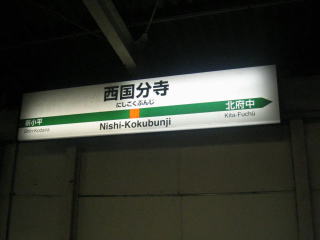 西国分寺
にしこくぶんじ
新小平
北府中
Shin-Kodaira
Nishi-Kokubunji
Kita-Fuchū